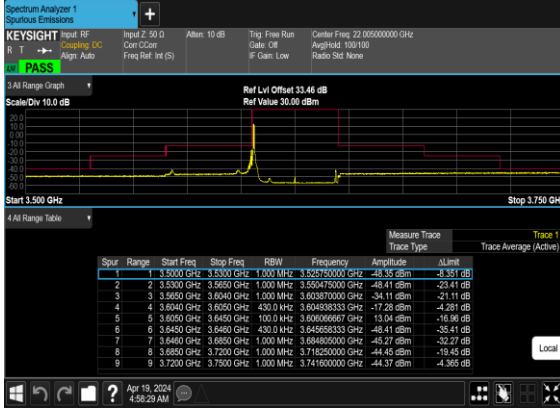 Spectrum Analyzer 1
Spurious Emissions
+
KEYSIGHT Input: RF Input Z: 50 Ω Atten: 10 dB Trig: Free Run Center Freq: 22.005000000 GHz
R T Coupling: DC Corr CCorr Gate: Off Avg|Hold: 100/100
Align: Auto Freq Ref: Int (S) IF Gain: Low Radio Std: None
PASS
3 All Range Graph Ref Lvl Offset 33.46 dB
Scale/Div 10.0 dB Ref Value 30.00 dBm
20.0
10.0
0.00
-10.0
-20.0
-30.0
-40.0
-50.0
-60.0
Start 3.500 GHz Stop 3.750 GH
4 All Range Table
Measure Trace Trace 1
Trace Type Trace Average (Active)
Spur Range Start Freq Stop Freq RBW Frequency Amplitude ΔLimit
1 1 3.5000 GHz 3.5300 GHz 1.000 MHz 3.525750000 GHz -48.35 dBm -8.351 dB
2 2 3.5300 GHz 3.5650 GHz 1.000 MHz 3.550475000 GHz -48.41 dBm -23.41 dB
3 3 3.5650 GHz 3.6040 GHz 1.000 MHz 3.603870000 GHz -34.11 dBm -21.11 dB
4 4 3.6040 GHz 3.6050 GHz 430.0 kHz 3.604938333 GHz -17.28 dBm -4.281 dB
5 5 3.6050 GHz 3.6450 GHz 100.0 kHz 3.606066667 GHz 13.04 dBm -16.96 dB
6 6 3.6450 GHz 3.6460 GHz 430.0 kHz 3.645658333 GHz -48.41 dBm -35.41 dB
7 7 3.6460 GHz 3.6850 GHz 1.000 MHz 3.684805000 GHz -45.27 dBm -32.27 dB
8 8 3.6850 GHz 3.7200 GHz 1.000 MHz 3.718250000 GHz -44.45 dBm -19.45 dB
9 9 3.7200 GHz 3.7500 GHz 1.000 MHz 3.741600000 GHz -44.37 dBm -4.365 dB
Local
? Apr 19, 2024
4:58:29 AM